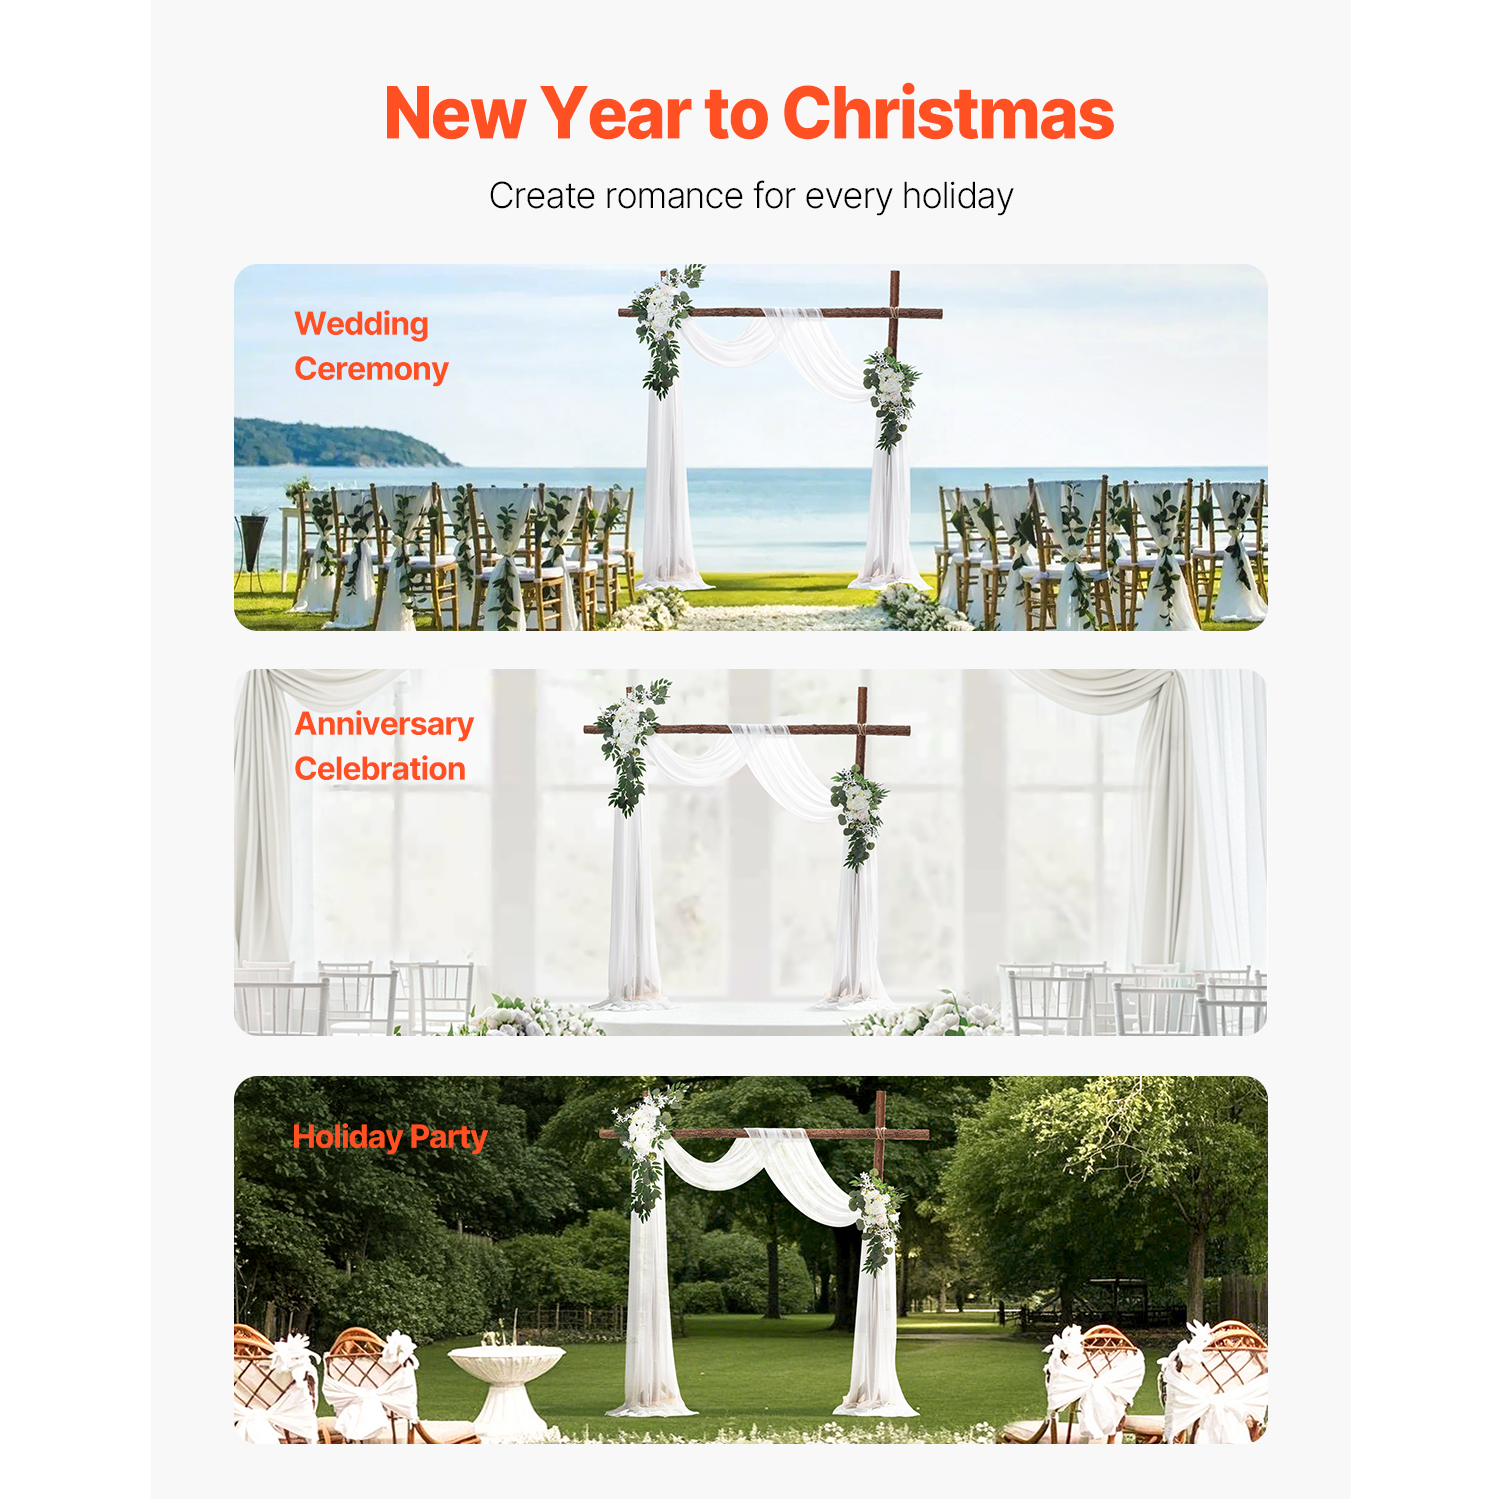 New Year to Christmas
Create romance for every holiday
Wedding
Ceremony
Anniversary
Celebration
Holiday Party